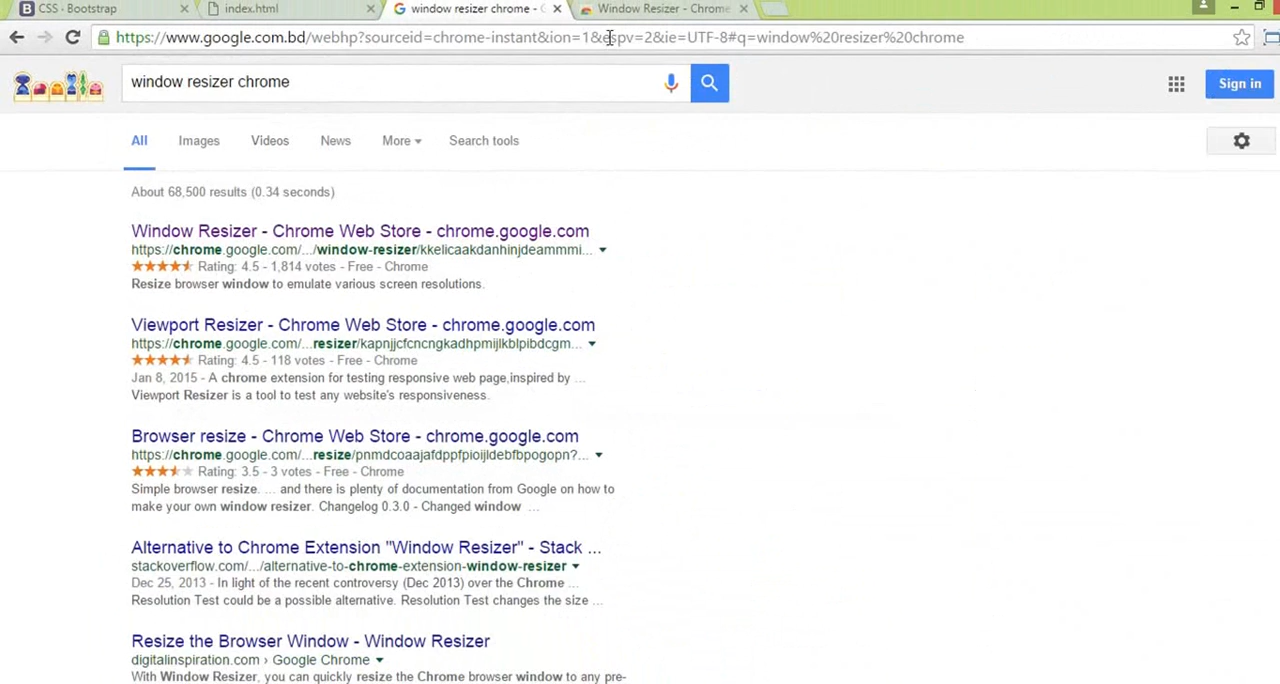 CSS · Bootstrap
index.html
window resizer chrome -
Window Resizer - Chrome
https://www.google.com.bd/webhp?sourceid=chrome-instant&ion=1&espv=2&ie=UTF-8#q=window%20resizer%20chrome
window resizer chrome
Sign in
All Images Videos News More Search tools
About 68,500 results (0.34 seconds)
Window Resizer - Chrome Web Store - chrome.google.com
https://chrome.google.com/.../window-resizer/kkelicaakdanhinjdeammmi...
Rating: 4.5 - 1,814 votes - Free - Chrome
Resize browser window to emulate various screen resolutions.
Viewport Resizer - Chrome Web Store - chrome.google.com
https://chrome.google.com/...resizer/kapnjjcfcncngkadhpmijlkblpibdcgm...
Rating: 4.5 - 118 votes - Free - Chrome
Jan 8, 2015 - A chrome extension for testing responsive web page,inspired by ...
Viewport Resizer is a tool to test any website's responsiveness.
Browser resize - Chrome Web Store - chrome.google.com
https://chrome.google.com/...resize/pnmdcoaajafdppfpioijldebfbpogopn?...
Rating: 3.5 - 3 votes - Free - Chrome
Simple browser resize. ... and there is plenty of documentation from Google on how to
make your own window resizer. Changelog 0.3.0 - Changed window ...
Alternative to Chrome Extension "Window Resizer" - Stack ...
stackoverflow.com/.../alternative-to-chrome-extension-window-resizer
Dec 25, 2013 - In light of the recent controversy (Dec 2013) over the Chrome ...
Resolution Test could be a possible alternative. Resolution Test changes the size ...
Resize the Browser Window - Window Resizer
digitalinspiration.com › Google Chrome
With Window Resizer, you can quickly resize the Chrome browser window to any pre-